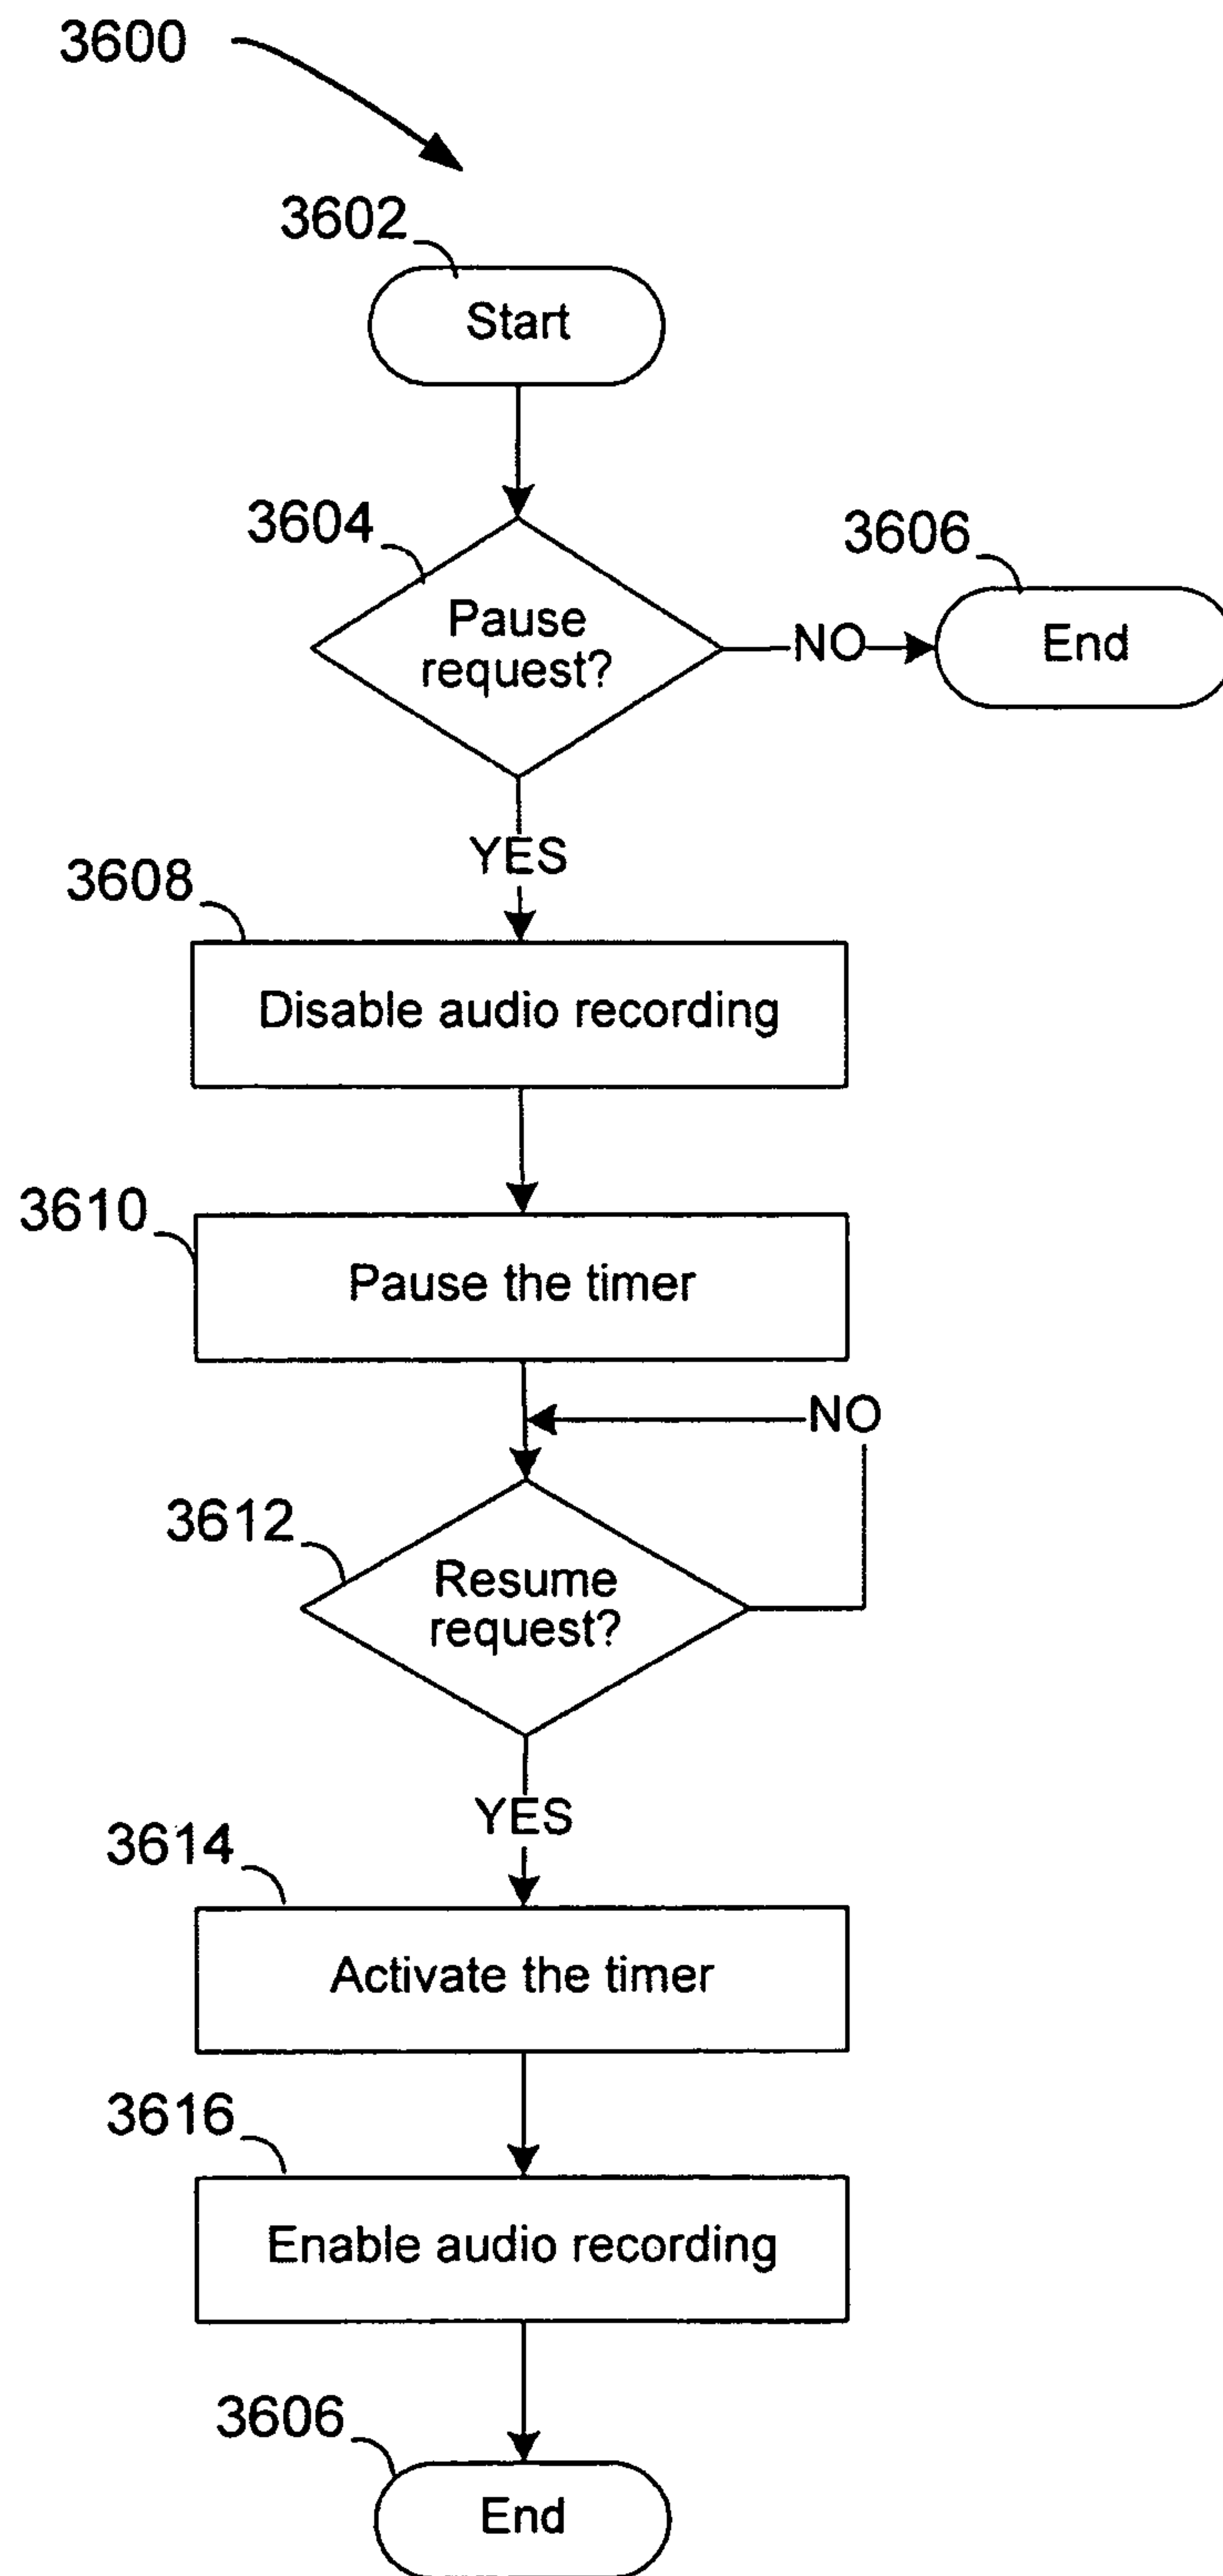 3600
3602
Start
3604
3606
Pause
request?
NO
End
YES
3608
Disable audio recording
3610
Pause the timer
NO
3612
Resume
request?
YES
3614
Activate the timer
3616
Enable audio recording
3606
End